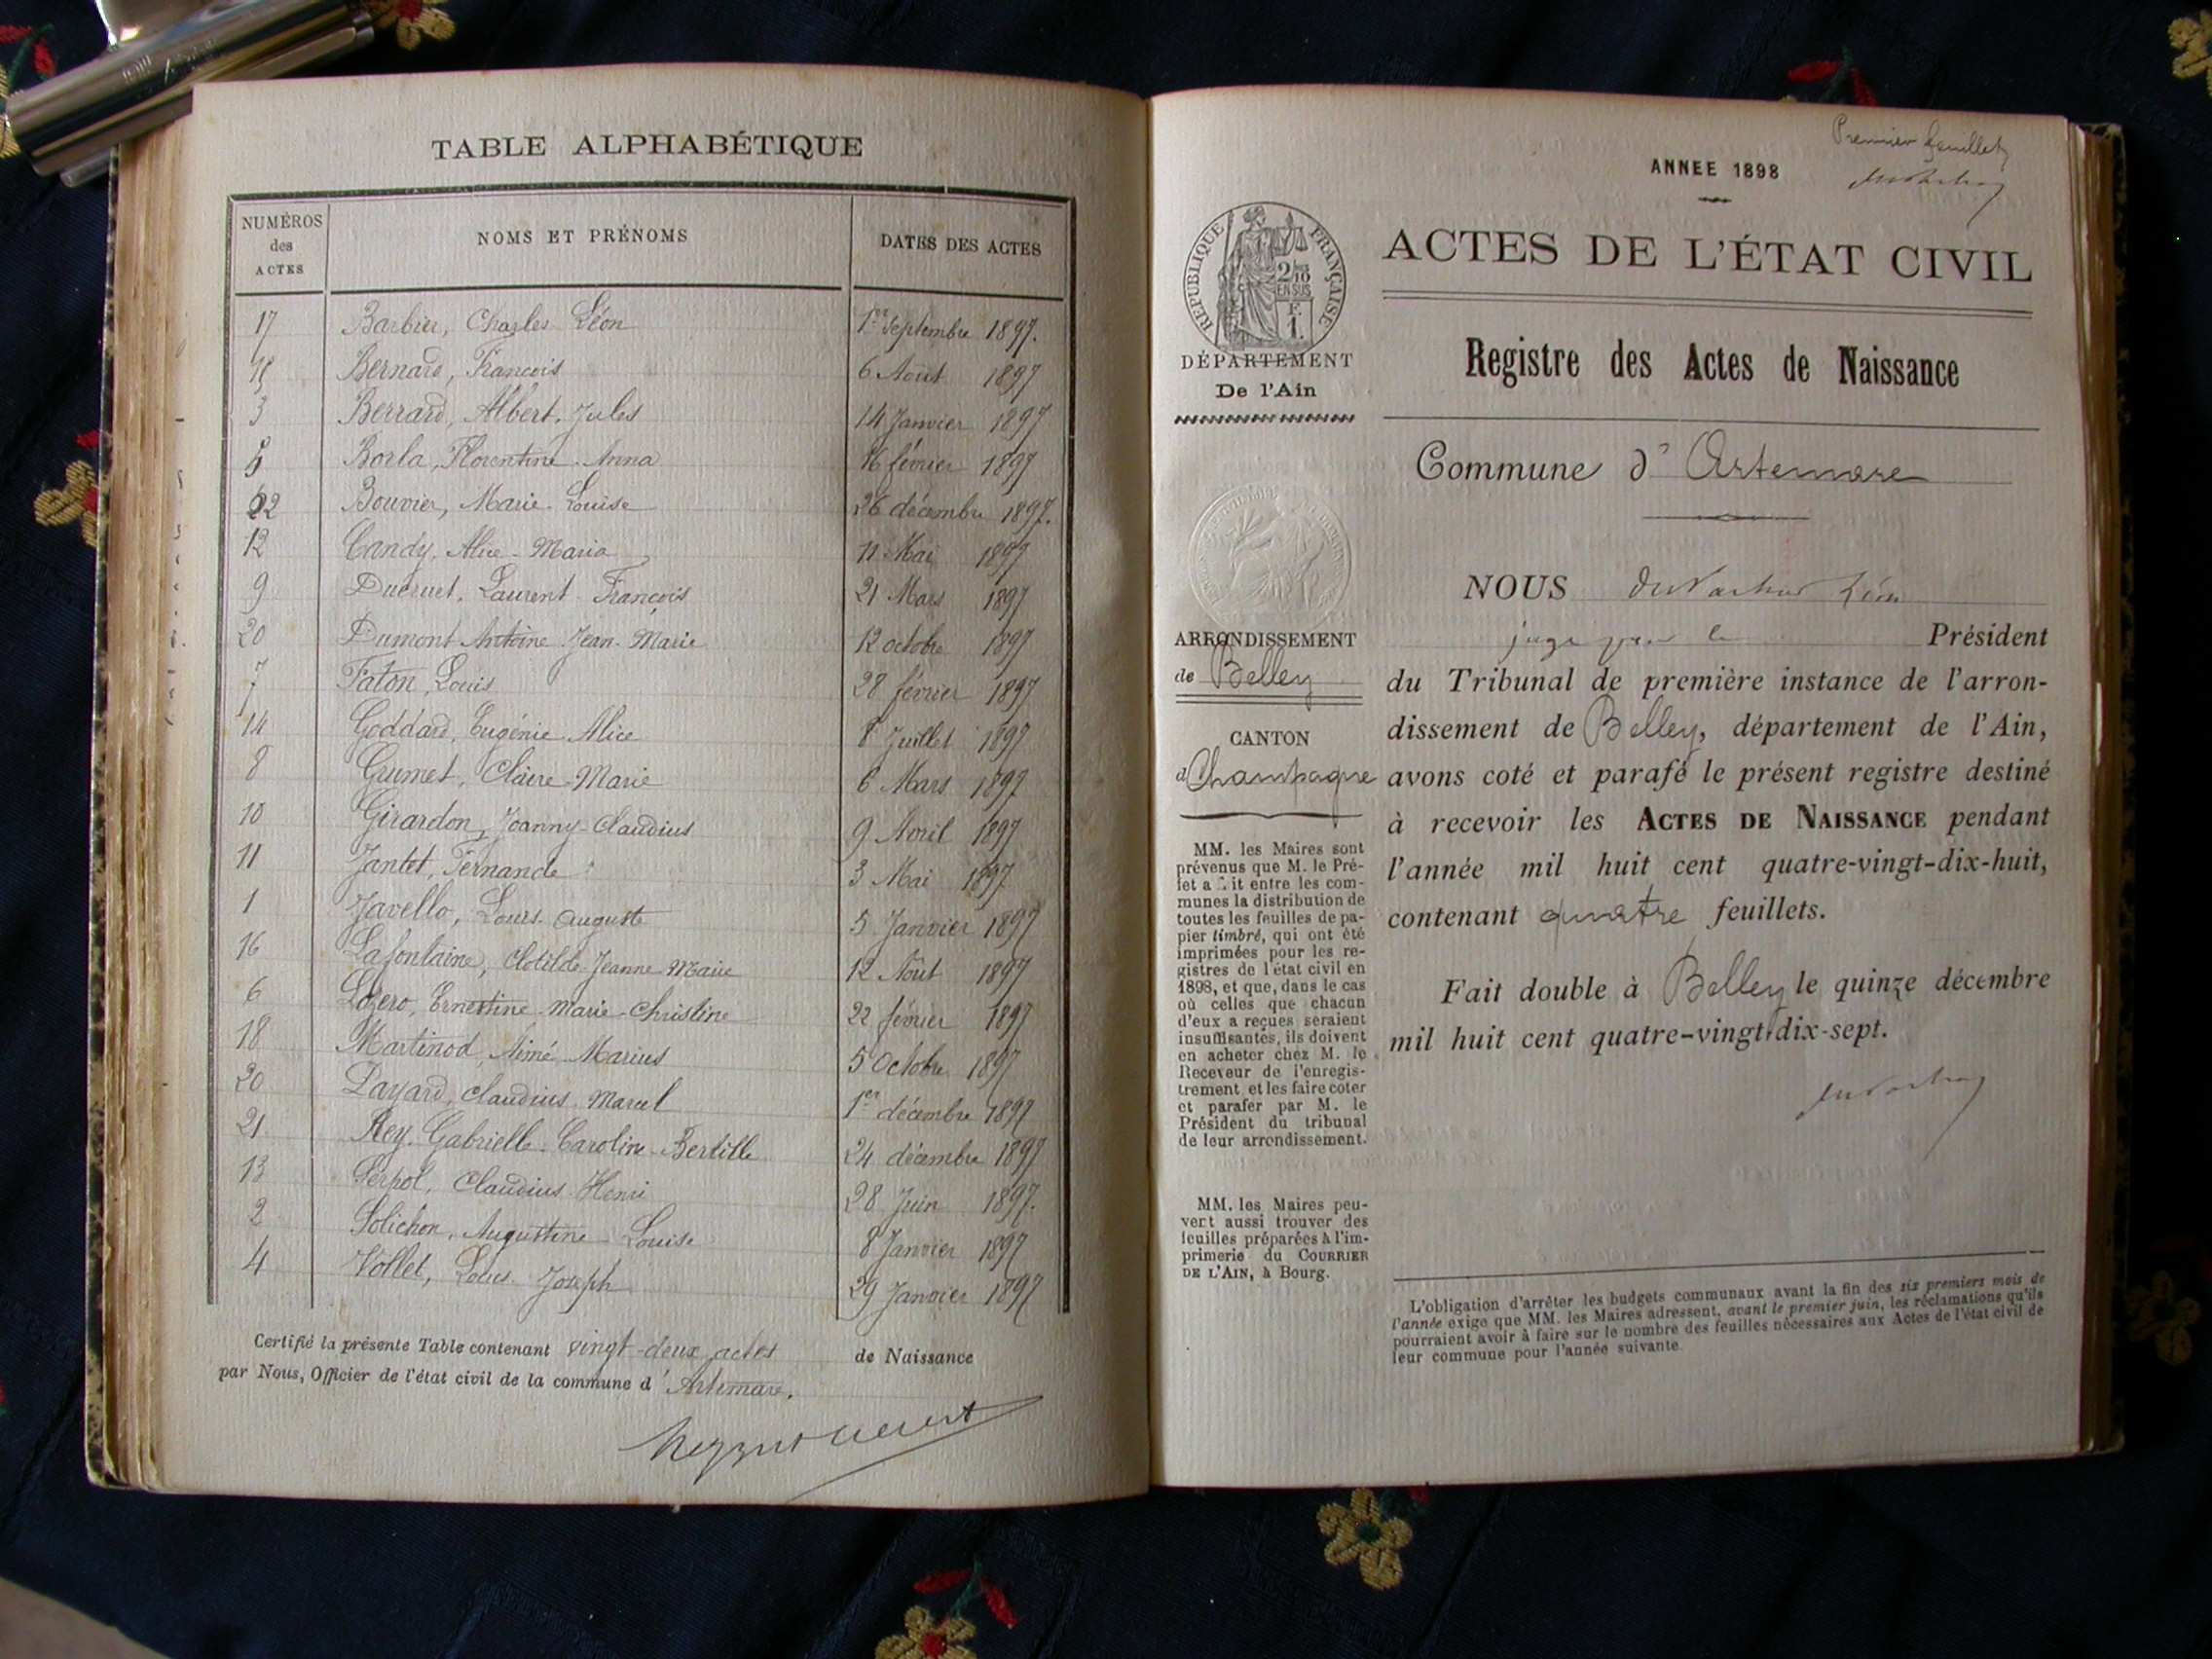 TABLE ALPHABÉTIQUE
NUMÉROS des ACTES NOMS ET PRÉNOMS DATES DES ACTES
17 Barbier, Charles Léon 1er Septembre 1897.
Bernard, François 6 Août 1897
3 Berrard, Albert, Jules 14 Janvier 1897
5 Borla, Florentine Anna 16 février 1897
22 Bouvier, Marie Louise 26 décembre 1897.
12 Candy, Alice - Maria 11 Mai 1897
9 Ducruet, Laurent François 21 Mars 1897
20 Dumont Antoine Jean-Marie 12 octobre 1897
7 Faton, Louis 28 février 1897
14 Goddard, Eugénie Alice 8 Juillet 1897
8 Gumet, Claire-Marie 6 Mars 1897
10 Girardon, Joanny-Claudius 9 Avril 1897
11 Jantet, Fernande 3 Mai 1897
1 Javello, Louis Auguste 5 Janvier 1897
16 Lafontaine, Clotilde Jeanne Marie 12 Août 1897
6 Lozero, Ernestine-Marie-Christine 22 février 1897
18 Martinod, Aimé Marius 5 Octobre 1897
20 Payard, Claudius Marcel 1er décembre 1897
21 Rey, Gabrielle-Caroline-Bertille 24 décembre 1897
13 Serpol, Claudius Henri 28 Juin 1897.
2 Solichon, Augustine Louise 8 Janvier 1897
4 Vollet, Louis Joseph 29 Janvier 1897
Certifié la présente Table contenant vingt-deux actes de Naissance
par Nous, Officier de l'état civil de la commune d'Artemare.
Premier feuillet
ANNEE 1898
REPUBLIQUE FRANÇAISE
2/10 EN SUS
F. 1.
ACTES DE L'ÉTAT CIVIL
DÉPARTEMENT
De l'Ain
Registre des Actes de Naissance
Commune d'Artemare
NOUS
ARRONDISSEMENT
de Belley
juge pour le Président
du Tribunal de première instance de l'arron-
dissement de Belley, département de l'Ain,
avons coté et parafé le présent registre destiné
à recevoir les ACTES DE NAISSANCE pendant
l'année mil huit cent quatre-vingt-dix-huit,
contenant quatre feuillets.
Fait double à Belley le quinze décembre
mil huit cent quatre-vingt-dix-sept.
CANTON
d Champagne
MM. les Maires sont
prévenus que M. le Pré-
fet a fait entre les com-
munes la distribution de
toutes les feuilles de pa-
pier timbré, qui ont été
imprimées pour les re-
gistres de l'état civil en
1898, et que, dans le cas
où celles que chacun
d'eux a reçues seraient
insuffisantes, ils doivent
en acheter chez M. le
Receveur de l'enregis-
trement et les faire coter
et parafer par M. le
Président du tribunal
de leur arrondissement.
MM. les Maires peu-
vent aussi trouver des
feuilles préparées à l'im-
primerie du COURRIER
DE L'AIN, à Bourg.
L'obligation d'arrêter les budgets communaux avant la fin des six premiers mois de
l'année exige que MM. les Maires adressent, avant le premier juin, les réclamations qu'ils
pourraient avoir à faire sur le nombre des feuilles nécessaires aux Actes de l'état civil de
leur commune pour l'année suivante.